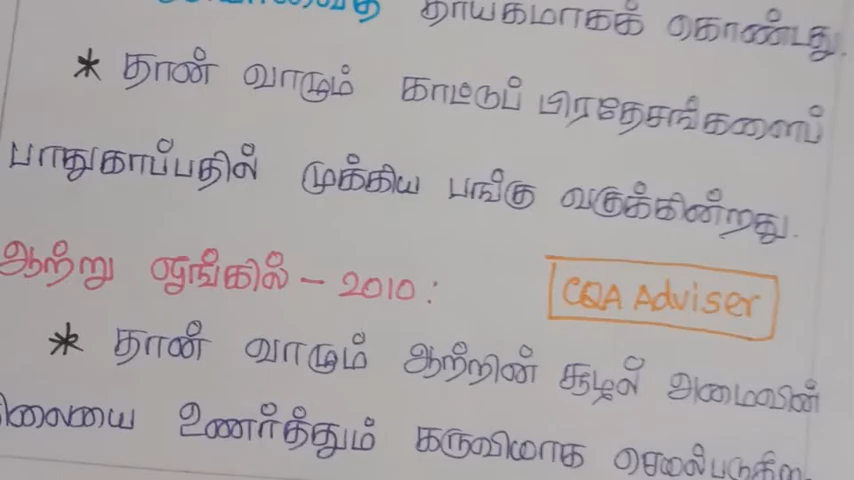 தாயகமாகக் கொண்டது.
* தான் வாழும் காட்டுப் பிரதேசங்களைப்
பாதுகாப்பதில் முக்கிய பங்கு வகுக்கின்றது.
ஆற்று ஓங்கில் - 2010 :
CQA Adviser
* தான் வாழும் ஆற்றின் சூழல் அமைவின்
நிலையை உணர்த்தும் கருவியாக செயல்படுகிற